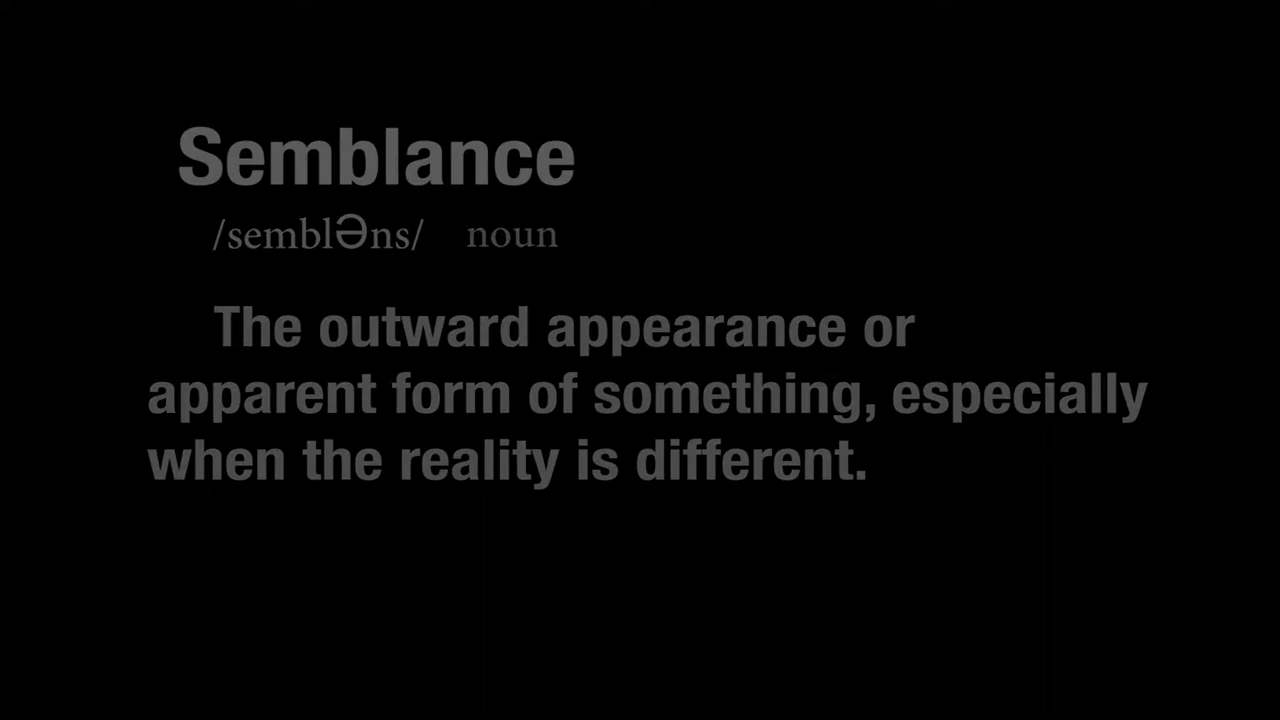 Semblance
/sembləns/ noun
The outward appearance or
apparent form of something, especially
when the reality is different.